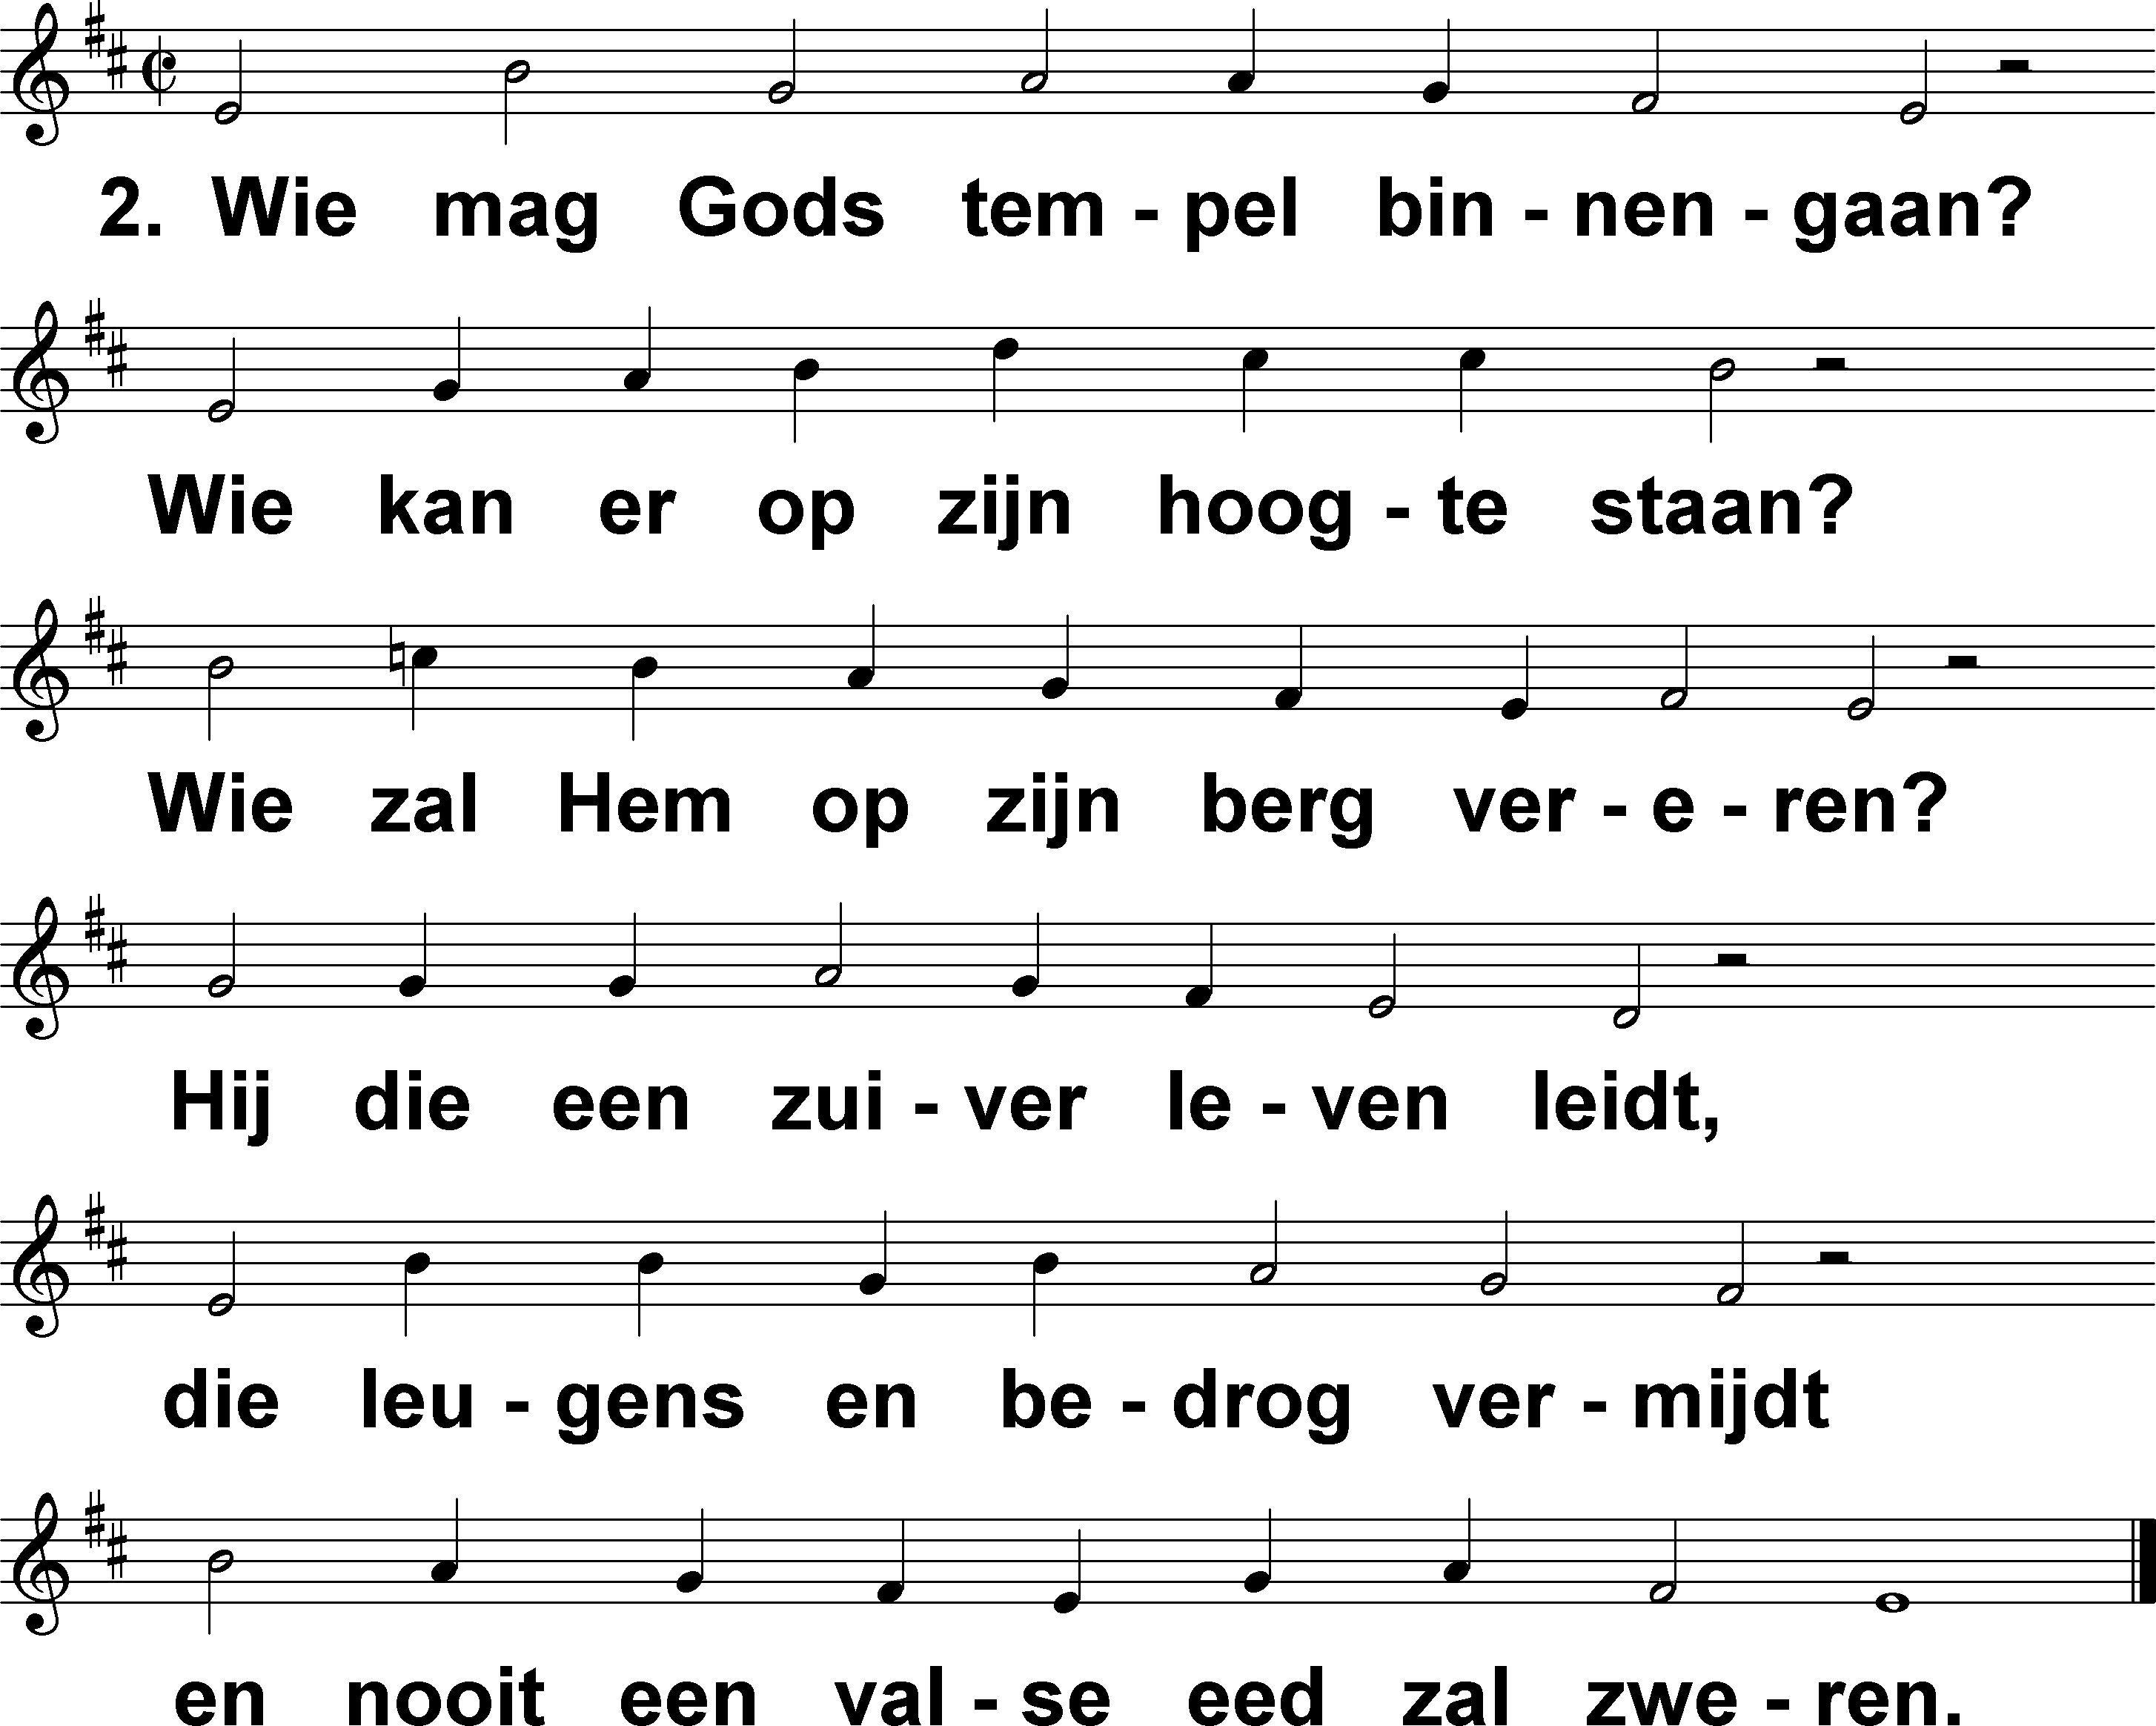 2. Wie mag Gods tem - pel bin - nen - gaan?
Wie kan er op zijn hoog - te staan?
Wie zal Hem op zijn berg ver - e - ren?
Hij die een zui - ver le - ven leidt,
die leu - gens en be - drog ver - mijdt
en nooit een val - se eed zal zwe - ren.